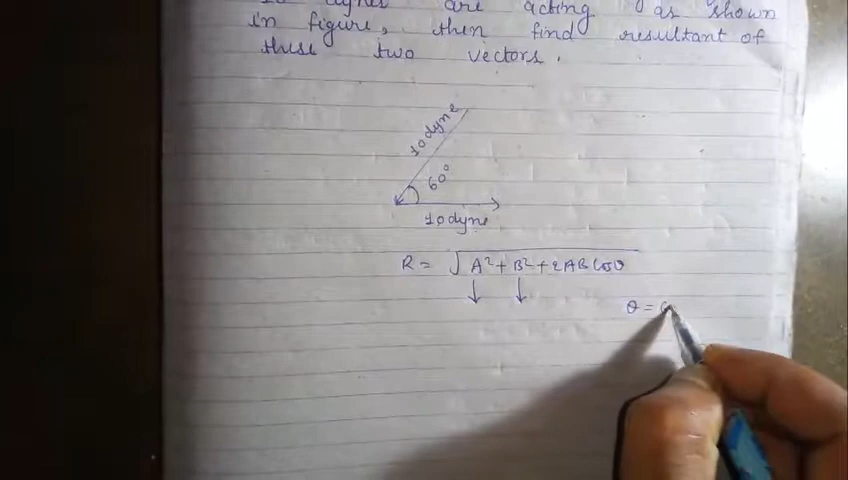 are acting as shown
in figure, then find resultant of
these two vectors.
10 dyne
60°
10 dyne
R = √A² + B² + 2AB Cosθ
θ =